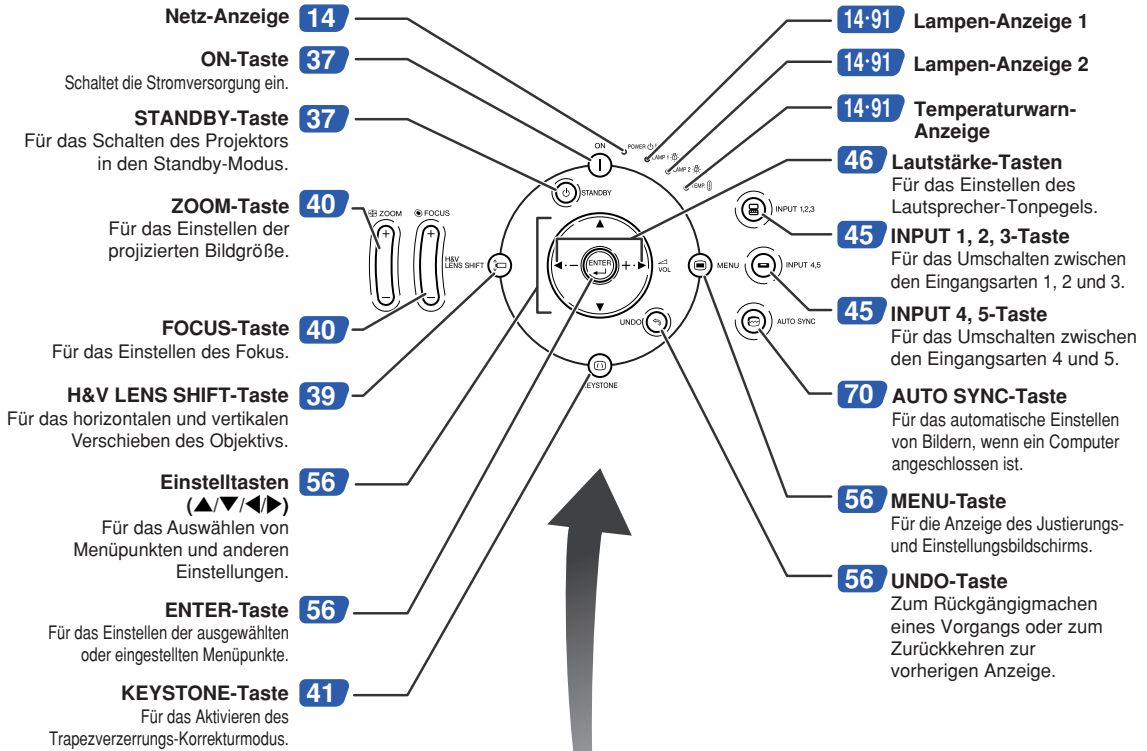 Netz-Anzeige 14
ON-Taste 37
Schaltet die Stromversorgung ein.
STANDBY-Taste 37
Für das Schalten des Projektors
in den Standby-Modus.
ZOOM-Taste 40
Für das Einstellen der
projizierten Bildgröße.
FOCUS-Taste 40
Für das Einstellen des Fokus.
H&V LENS SHIFT-Taste 39
Für das horizontalen und vertikalen
Verschieben des Objektivs.
Einstelltasten 56
(▲/▼/◀/▶)
Für das Auswählen von
Menüpunkten und anderen
Einstellungen.
ENTER-Taste 56
Für das Einstellen der ausgewählten
oder eingestellten Menüpunkte.
KEYSTONE-Taste 41
Für das Aktivieren des
Trapezverzerrungs-Korrekturmodus.
ON
POWER
LAMP 1
LAMP 2
TEMP.
STANDBY
ZOOM
FOCUS
+
+
–
–
H&V
LENS SHIFT
ENTER
–
+
VOL
MENU
UNDO
KEYSTONE
INPUT 1,2,3
INPUT 4,5
AUTO SYNC
14·91 Lampen-Anzeige 1
14·91 Lampen-Anzeige 2
14·91 Temperaturwarn-
Anzeige
46 Lautstärke-Tasten
Für das Einstellen des
Lautsprecher-Tonpegels.
45 INPUT 1, 2, 3-Taste
Für das Umschalten zwischen
den Eingangsarten 1, 2 und 3.
45 INPUT 4, 5-Taste
Für das Umschalten zwischen
den Eingangsarten 4 und 5.
70 AUTO SYNC-Taste
Für das automatische Einstellen
von Bildern, wenn ein Computer
angeschlossen ist.
56 MENU-Taste
Für die Anzeige des Justierungs-
und Einstellungsbildschirms.
56 UNDO-Taste
Zum Rückgängigmachen
eines Vorgangs oder zum
Zurückkehren zur
vorherigen Anzeige.